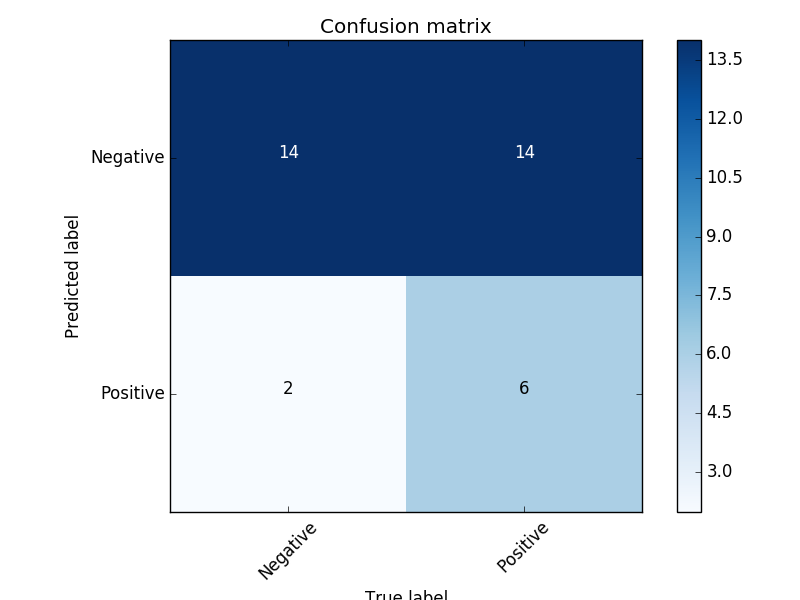 Confusion matrix
Negative
14
14
Positive
2
6
Predicted label
Negative
Positive
True label
13.5
12.0
10.5
9.0
7.5
6.0
4.5
3.0